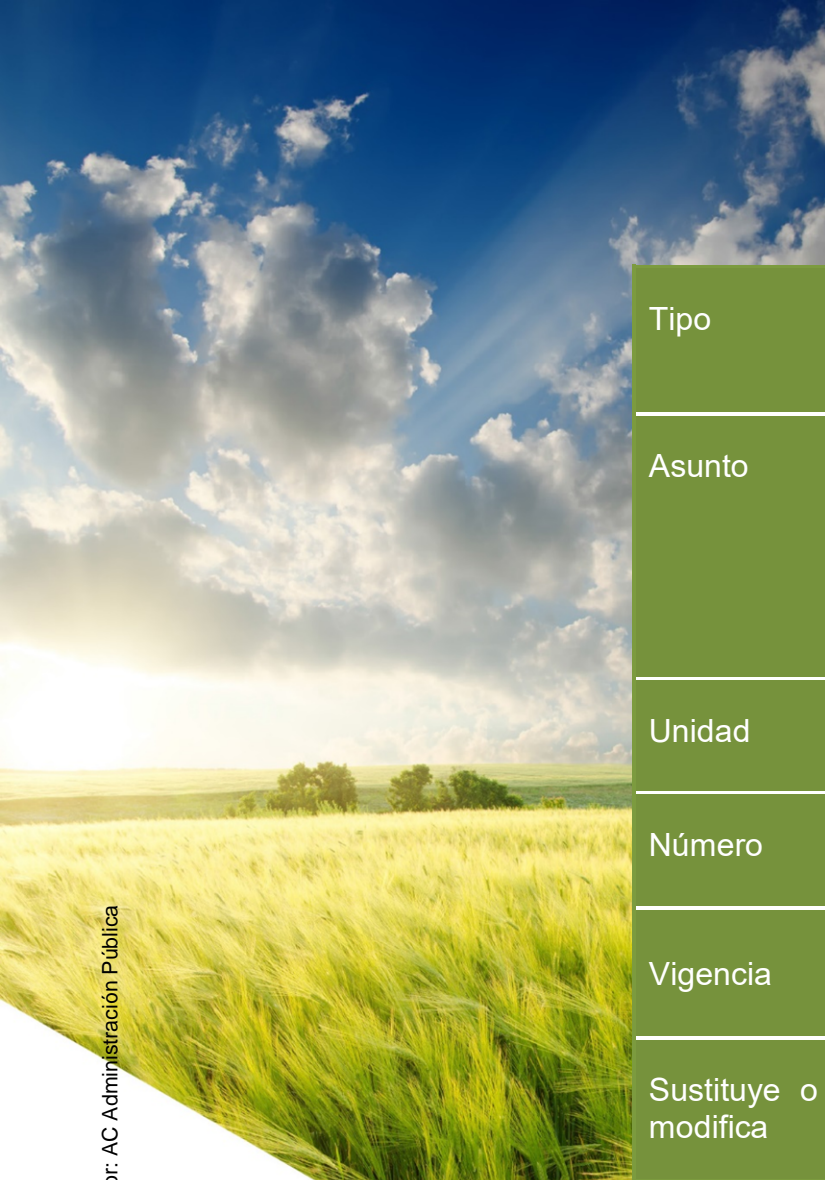 Tipo
Asunto
Unidad
Número
Vigencia
Sustituye o
modifica
or: AC Administración Pública